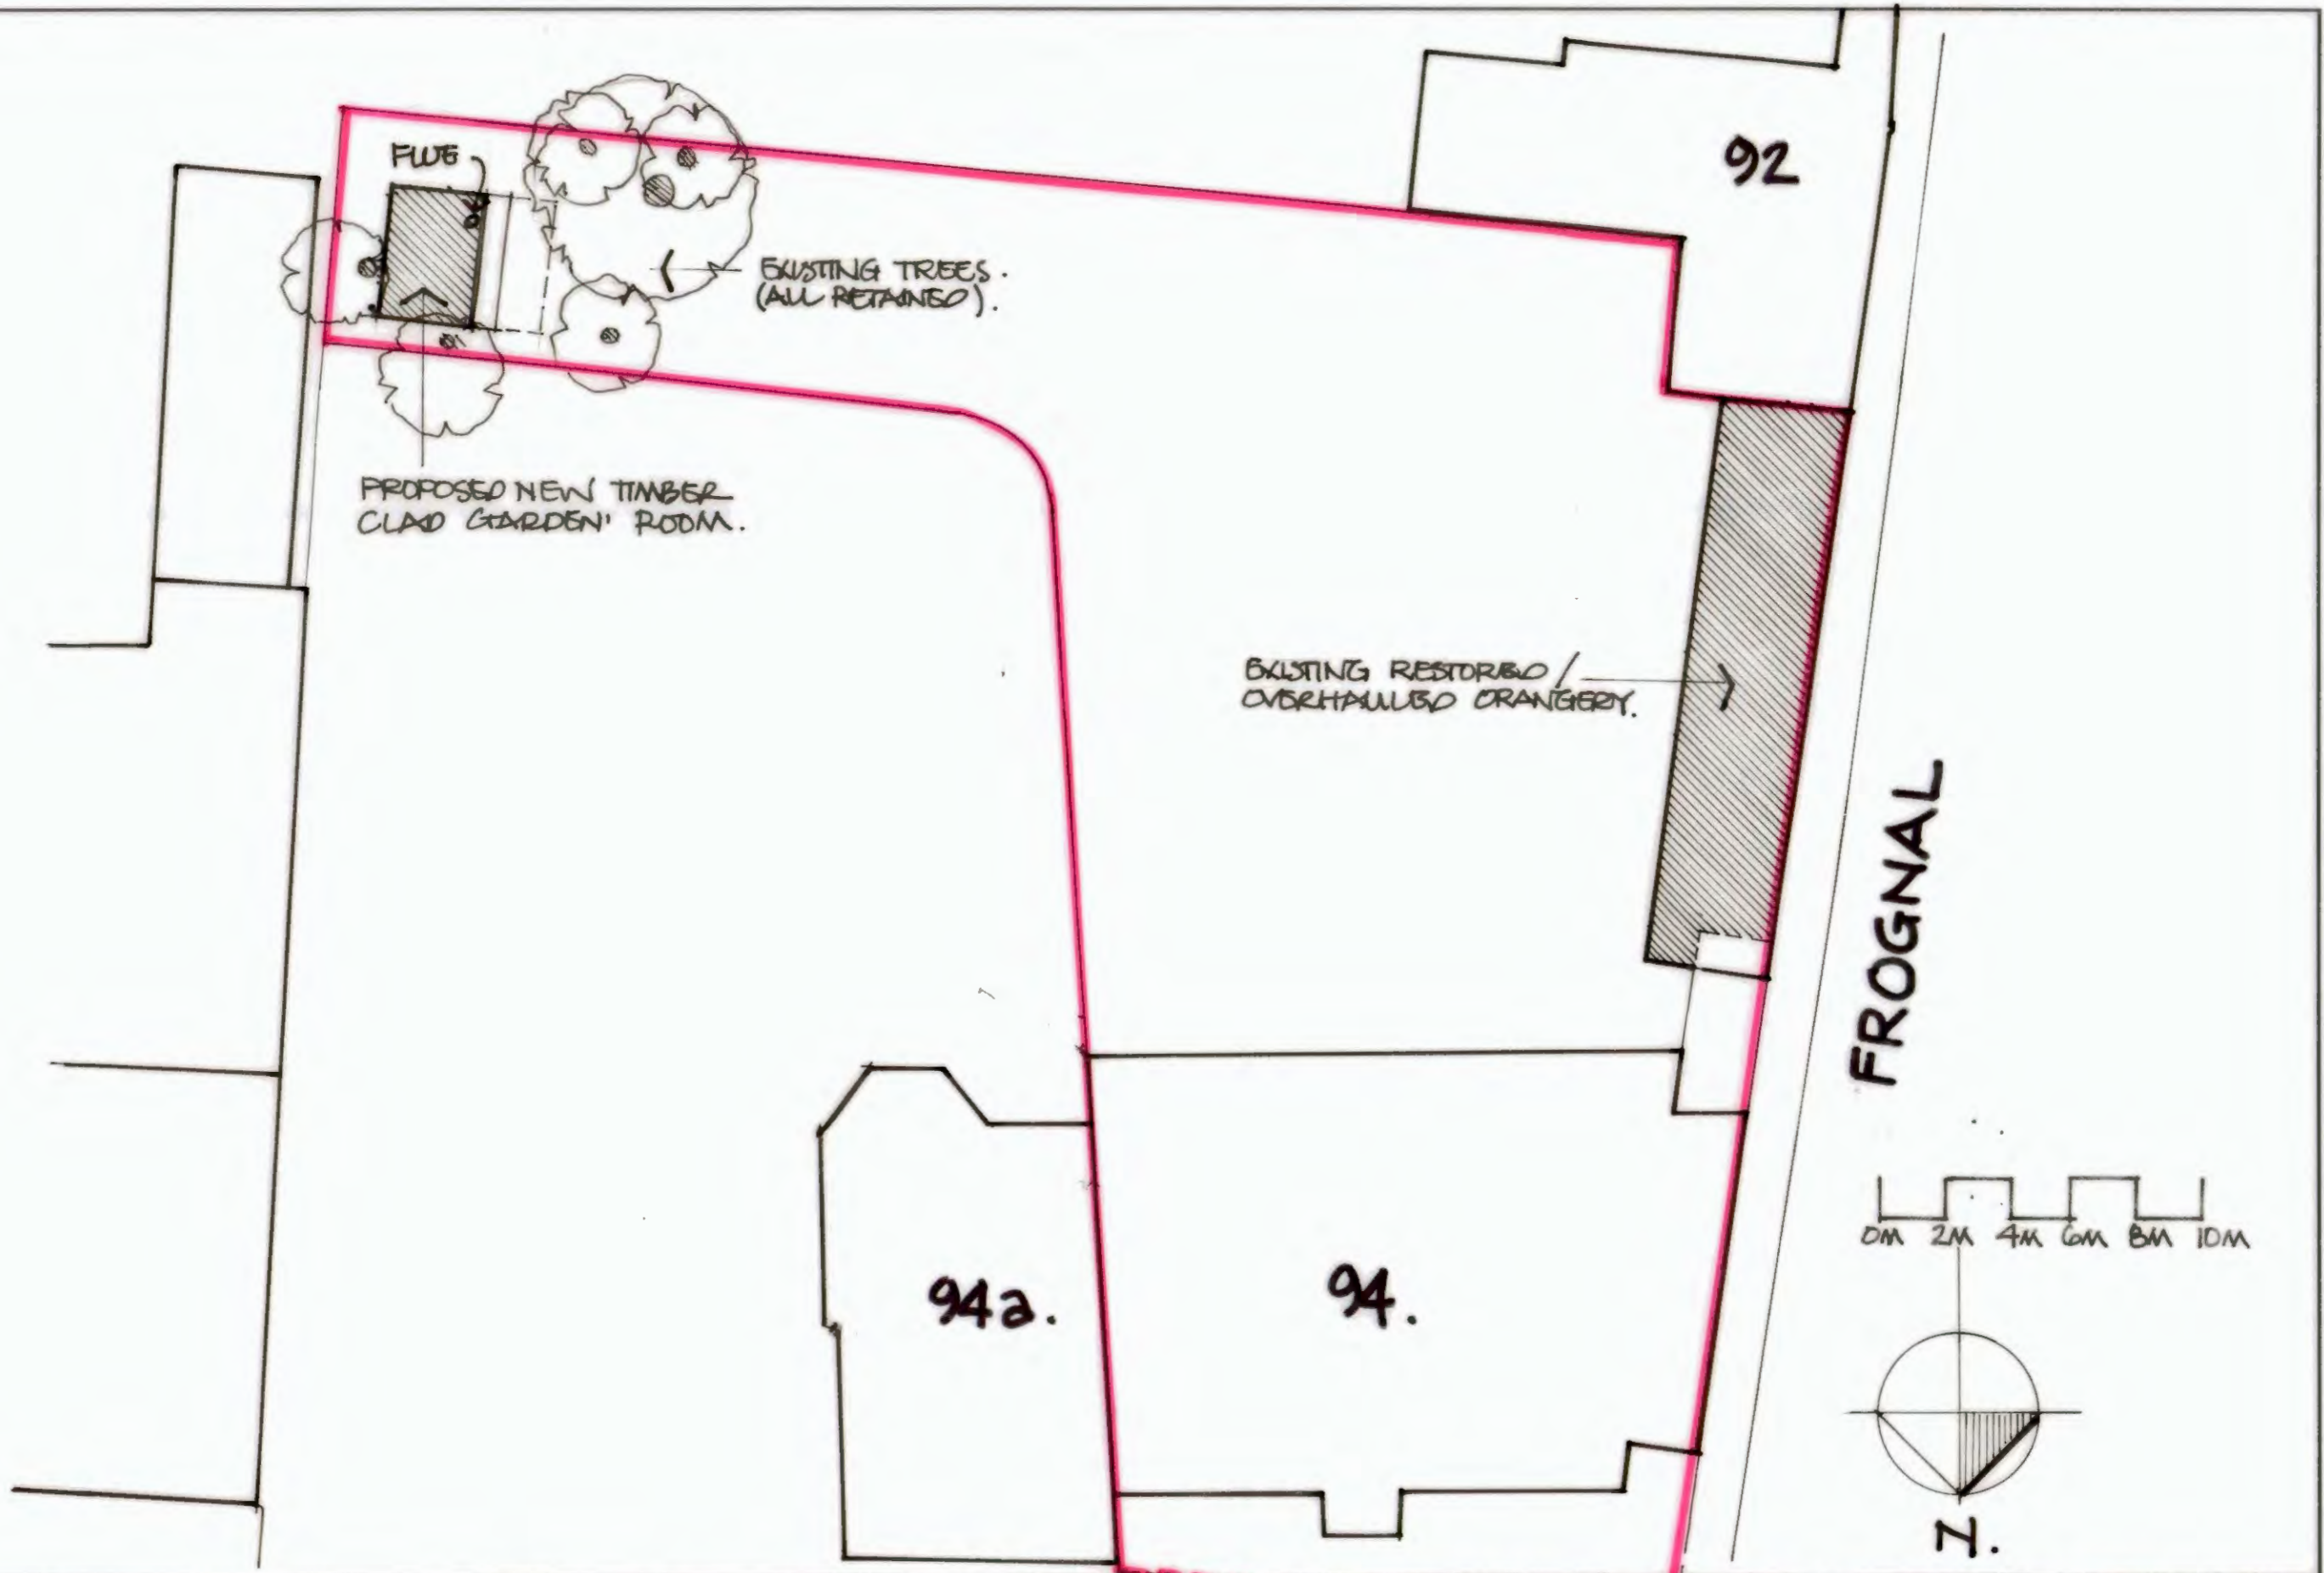 92
FLUE
EXISTING TREES.
(ALL RETAINED).
PROPOSED NEW TIMBER
CLAD GARDEN' ROOM.
EXISTING RESTORED /
OVERHAULLED ORANGERY.
FROGNAL
0M 2M 4M 6M 8M 10M
94a.
94.
N.